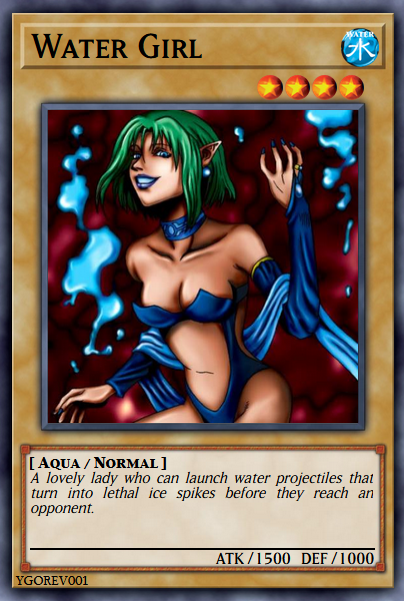 Water Girl
WATER
水
[ Aqua / Normal ]
A lovely lady who can launch water projectiles that
turn into lethal ice spikes before they reach an
opponent.
ATK / 1500 DEF / 1000
YGOREV001